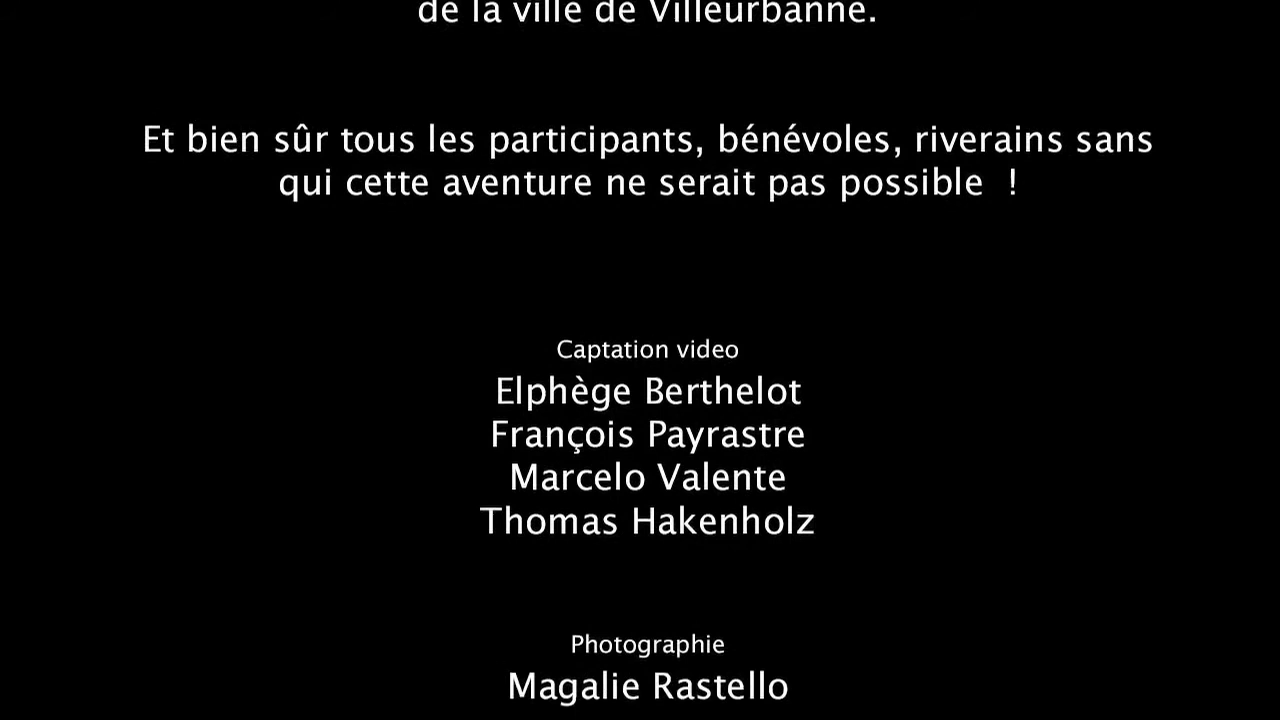 de la ville de Villeurbanne.
Et bien sûr tous les participants, bénévoles, riverains sans
qui cette aventure ne serait pas possible  !
Captation video
Elphège Berthelot
François Payrastre
Marcelo Valente
Thomas Hakenholz
Photographie
Magalie Rastello